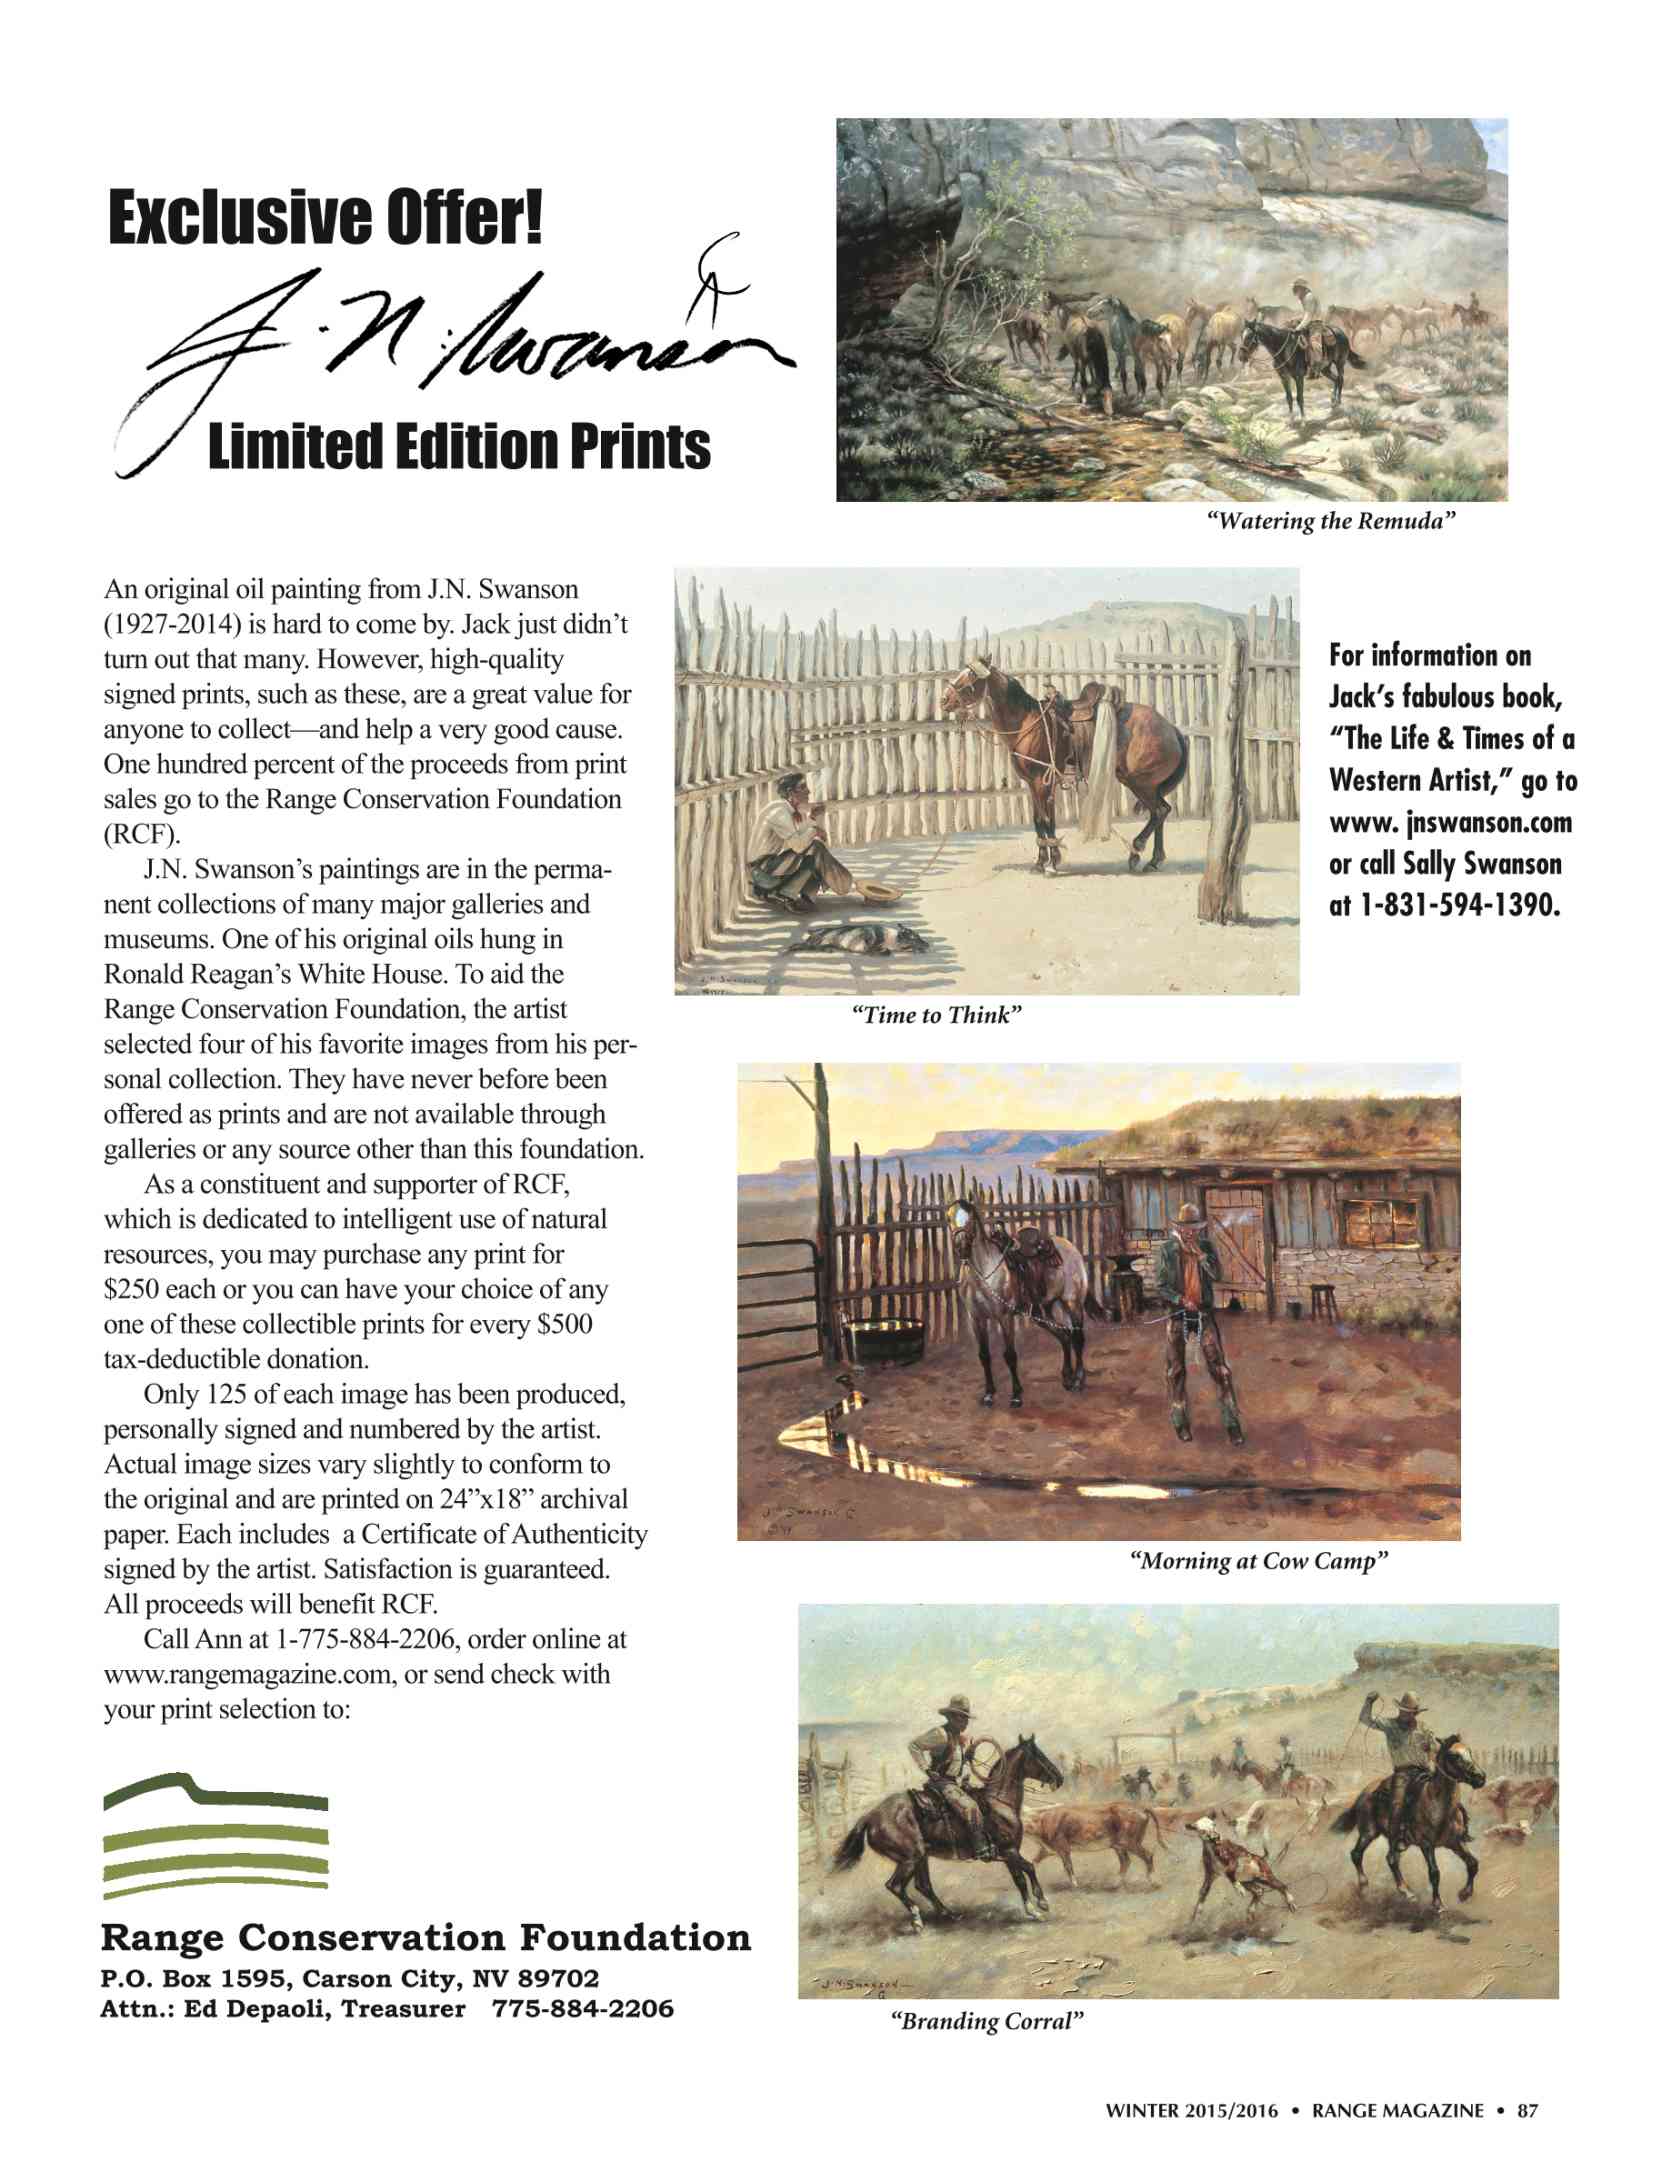 Exclusive Offer!
J.N. Swanson
CA
Limited Edition Prints
“Watering the Remuda”
An original oil painting from J.N. Swanson
(1927-2014) is hard to come by. Jack just didn’t
turn out that many. However, high-quality
signed prints, such as these, are a great value for
anyone to collect—and help a very good cause.
One hundred percent of the proceeds from print
sales go to the Range Conservation Foundation
(RCF).
J.N. Swanson’s paintings are in the perma-
nent collections of many major galleries and
museums. One of his original oils hung in
Ronald Reagan’s White House. To aid the
Range Conservation Foundation, the artist
selected four of his favorite images from his per-
sonal collection. They have never before been
offered as prints and are not available through
galleries or any source other than this foundation.
As a constituent and supporter of RCF,
which is dedicated to intelligent use of natural
resources, you may purchase any print for
$250 each or you can have your choice of any
one of these collectible prints for every $500
tax-deductible donation.
Only 125 of each image has been produced,
personally signed and numbered by the artist.
Actual image sizes vary slightly to conform to
the original and are printed on 24”x18” archival
paper. Each includes  a Certificate of Authenticity
signed by the artist. Satisfaction is guaranteed.
All proceeds will benefit RCF.
Call Ann at 1-775-884-2206, order online at
www.rangemagazine.com, or send check with
your print selection to:
Range Conservation Foundation
P.O. Box 1595, Carson City, NV 89702
Attn.: Ed Depaoli, Treasurer   775-884-2206
J.N. Swanson
“Time to Think”
For information on
Jack’s fabulous book,
“The Life & Times of a
Western Artist,” go to
www. jnswanson.com
or call Sally Swanson
at 1-831-594-1390.
J N Swanson
“Morning at Cow Camp”
J.N. Swanson
“Branding Corral”
WINTER 2015/2016 • RANGE MAGAZINE • 87